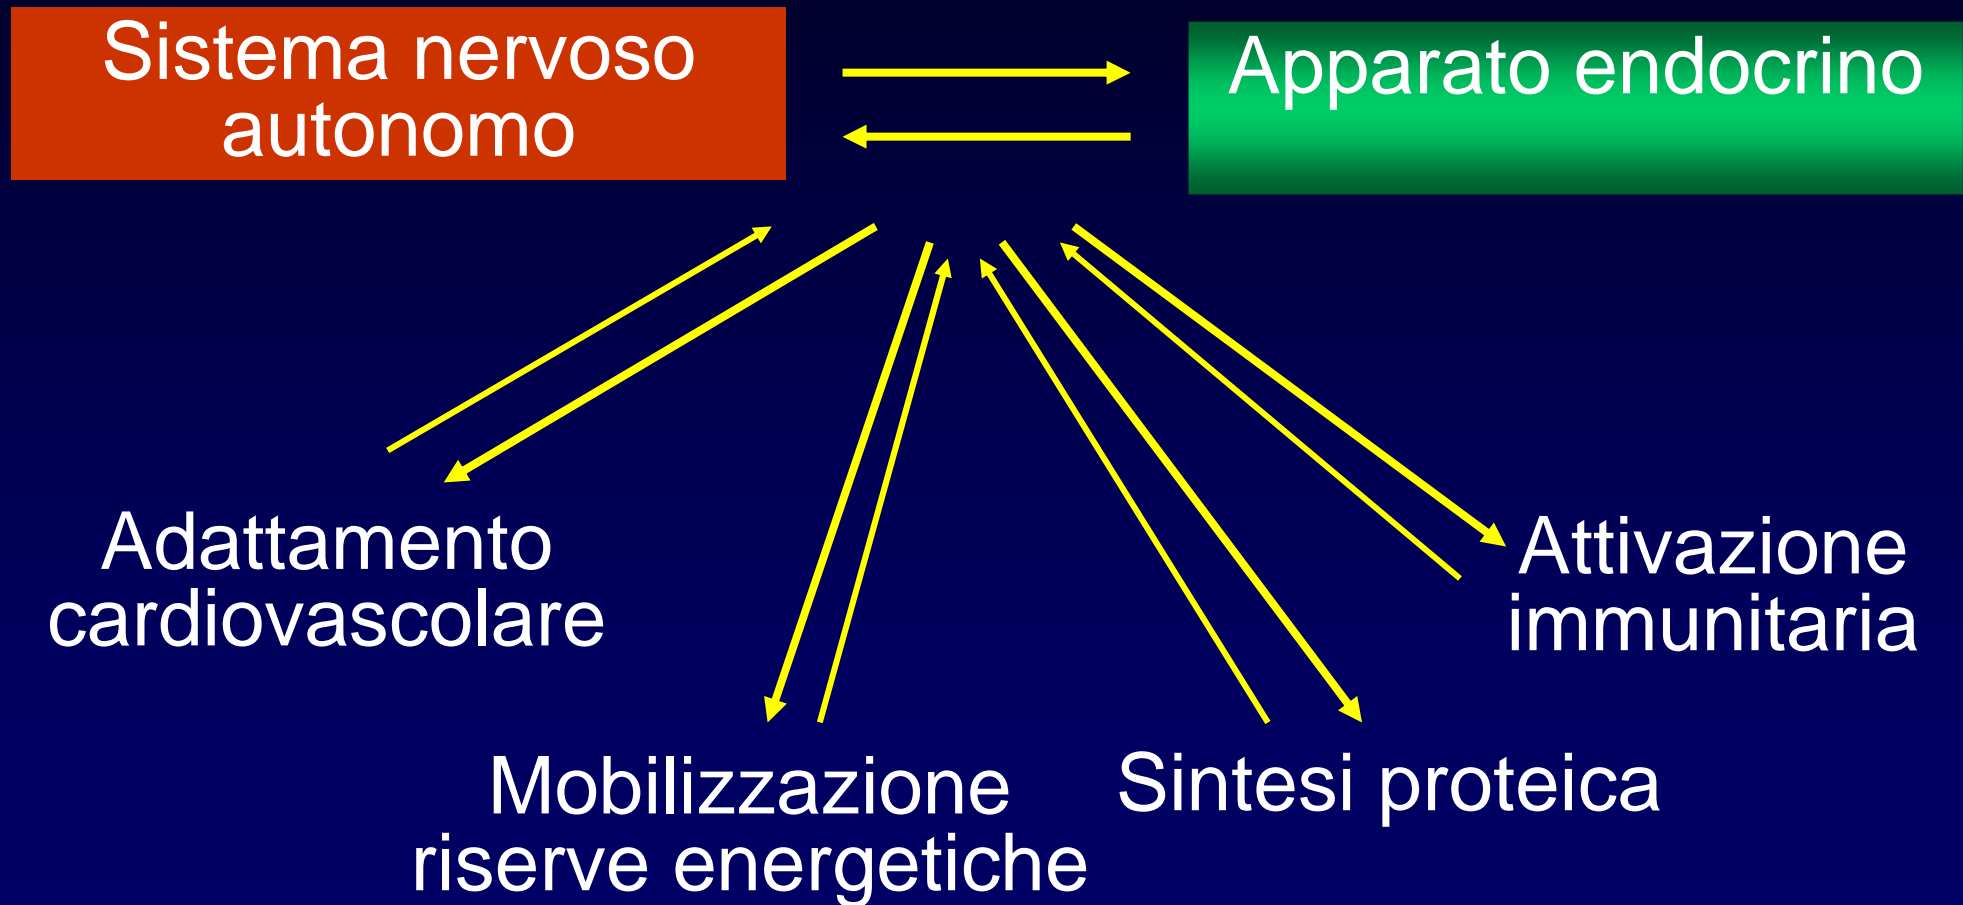 Sistema nervoso
autonomo
Apparato endocrino
Adattamento
cardiovascolare
Attivazione
immunitaria
Mobilizzazione
riserve energetiche
Sintesi proteica